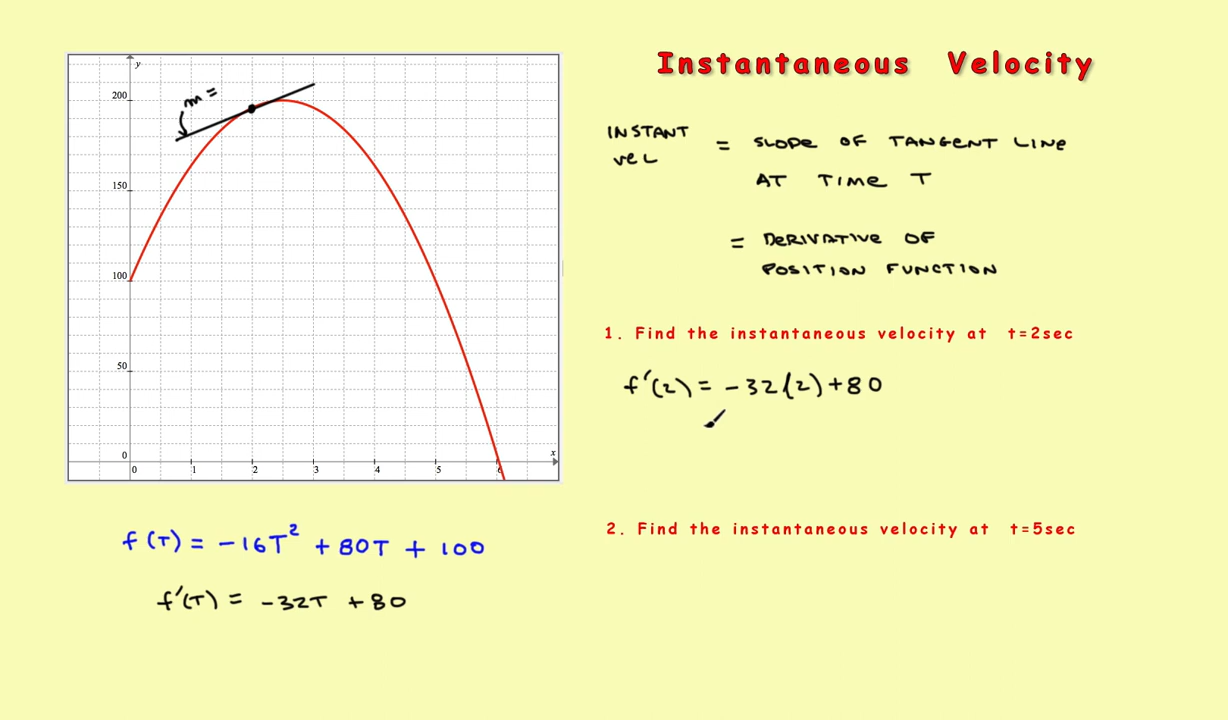 Instantaneous Velocity
y
200
150
100
50
0
0 1 2 3 4 5 6
x
m =
INSTANT VEL = SLOPE OF TANGENT LINE
AT TIME T
= DERIVATIVE OF
POSITION FUNCTION
1. Find the instantaneous velocity at t=2sec
f'(2) = -32(2)+80
2. Find the instantaneous velocity at t=5sec
f(T) = -16T² + 80T + 100
f'(T) = -32T + 80